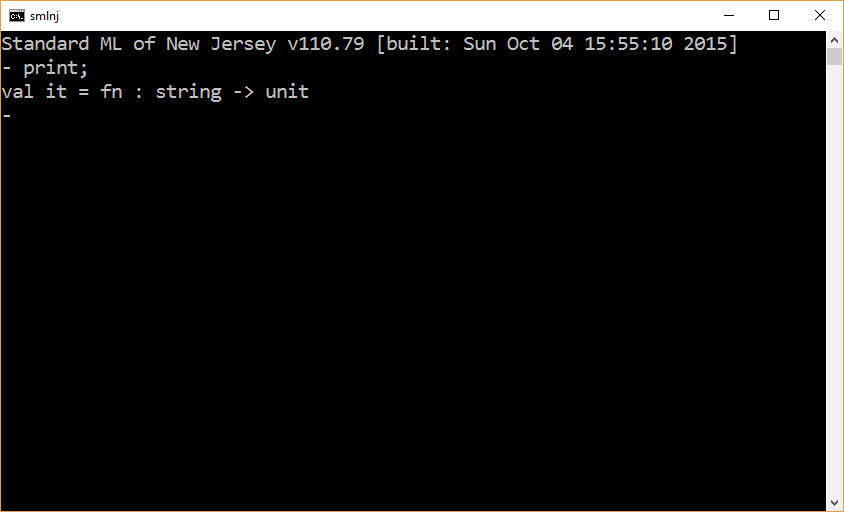 smlnj
Standard ML of New Jersey v110.79 [built: Sun Oct 04 15:55:10 2015]
- print;
val it = fn : string -> unit
-